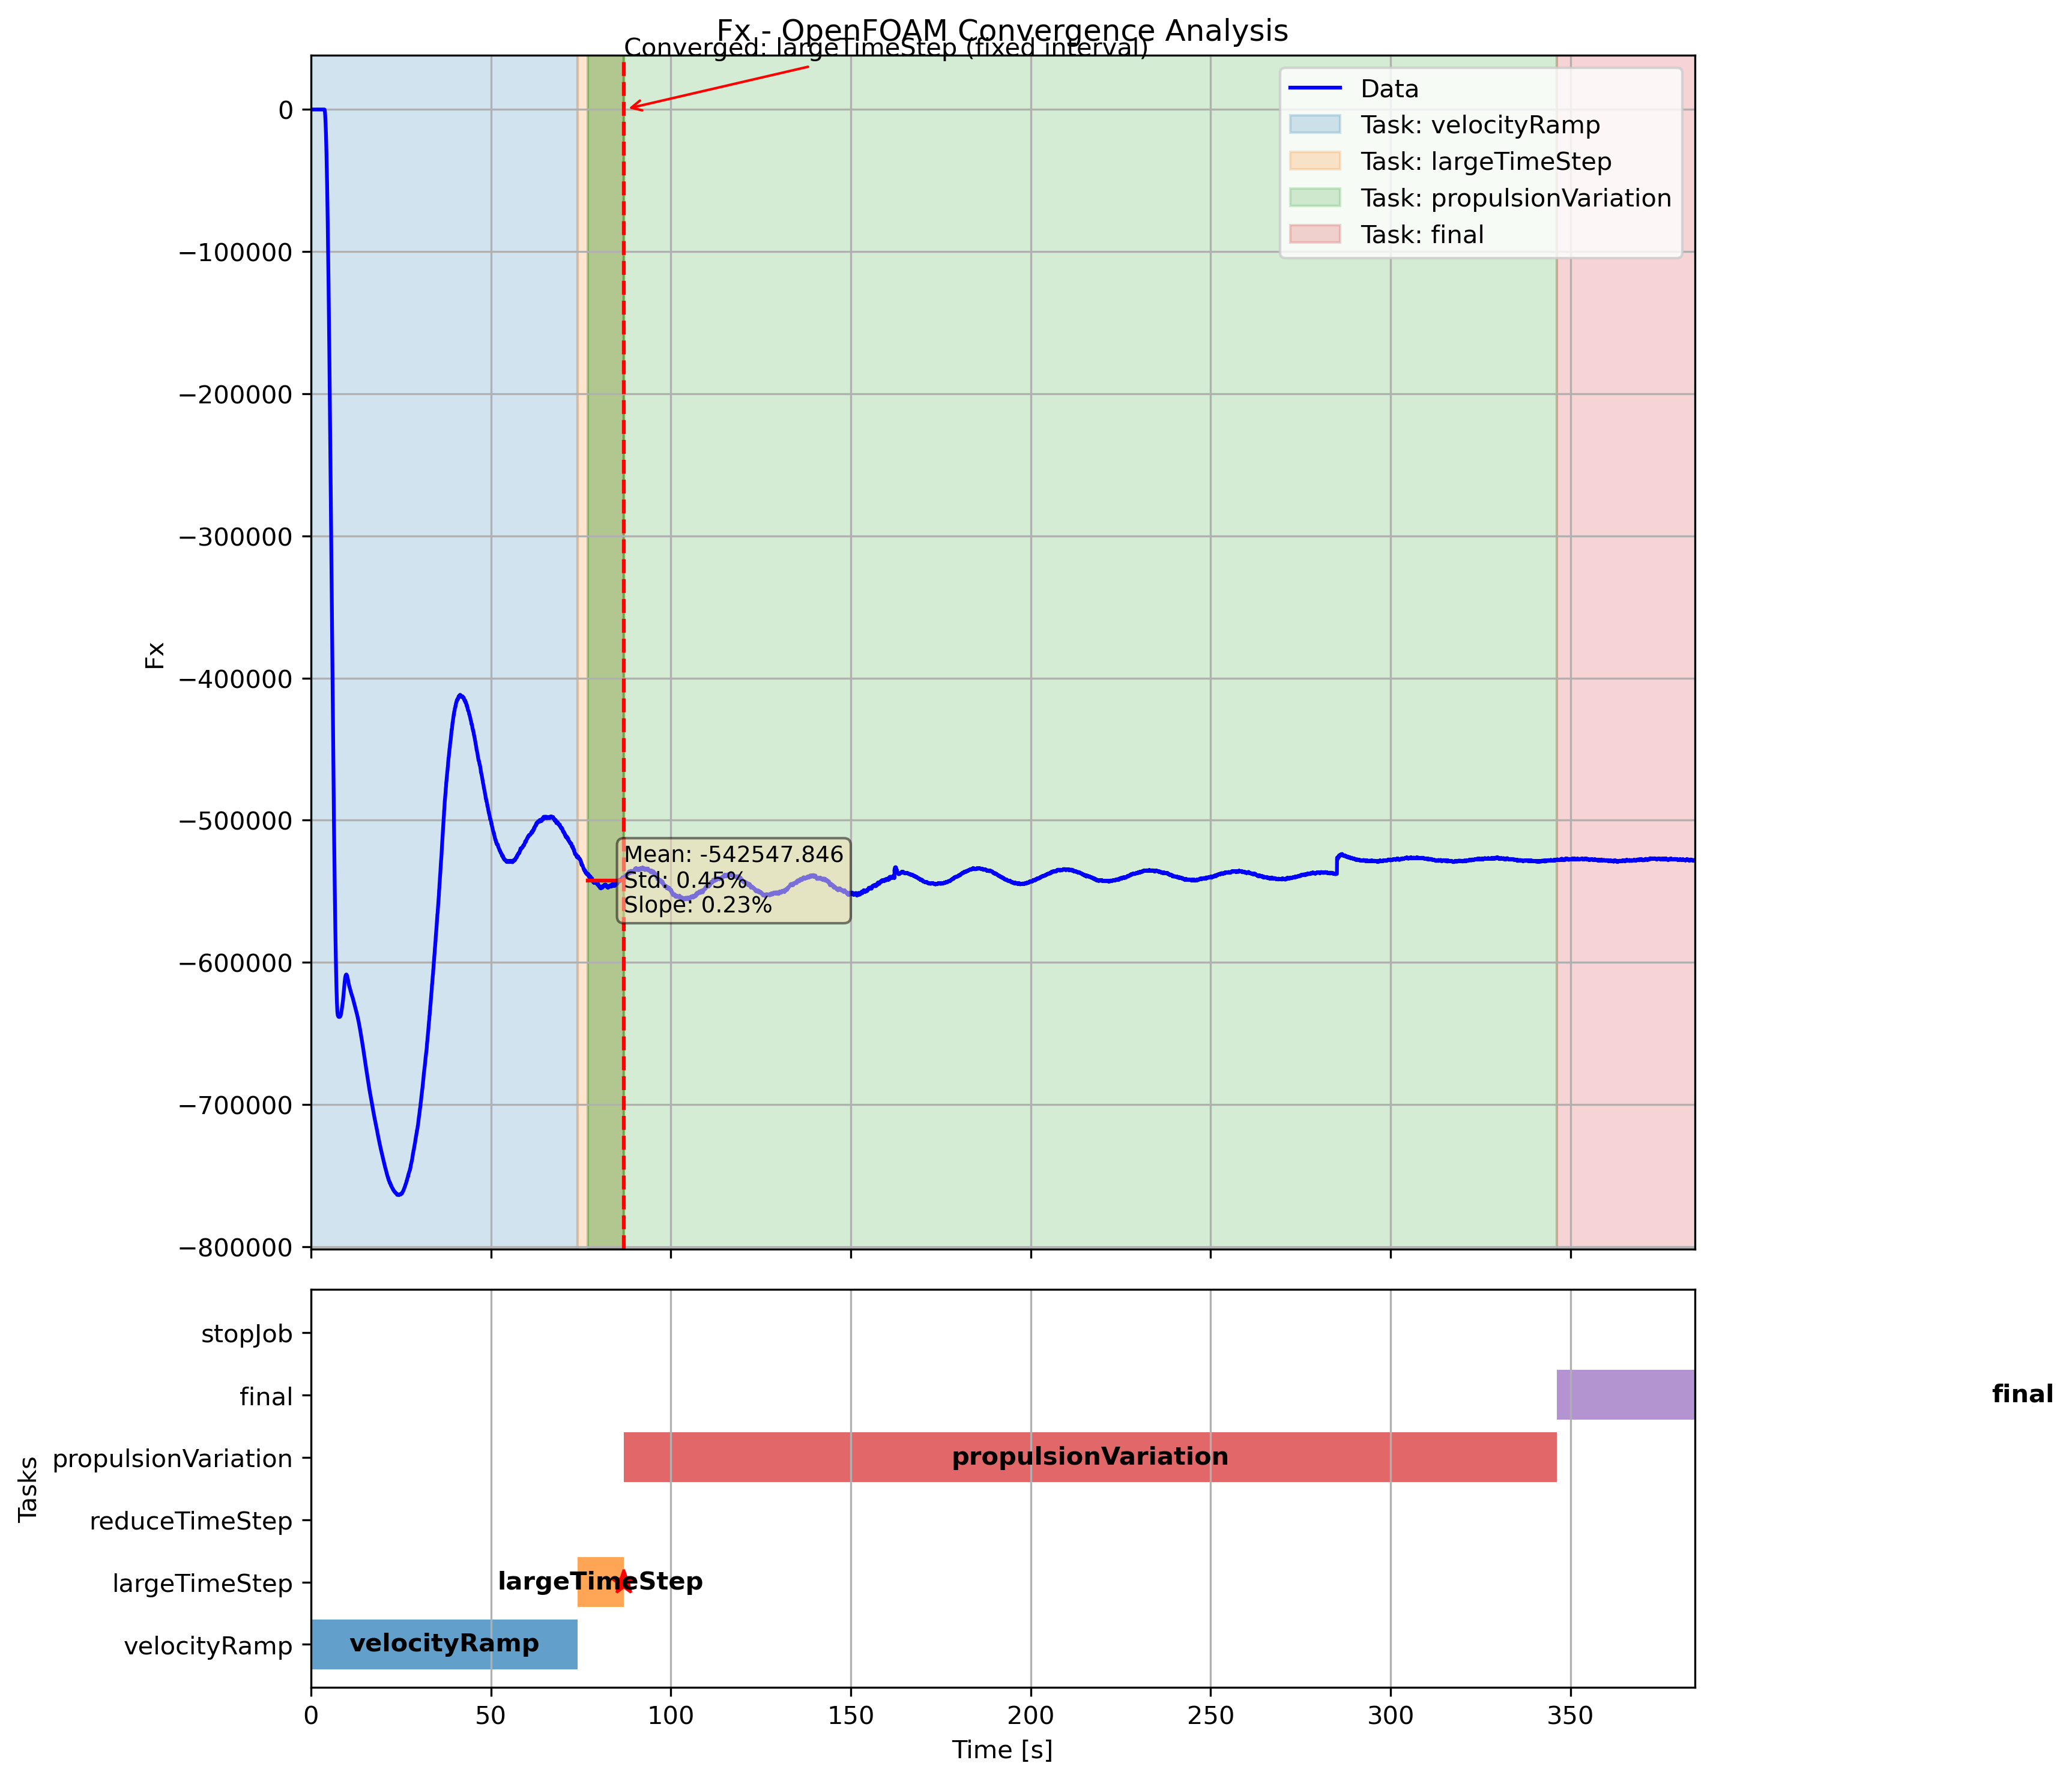 Fx - OpenFOAM Convergence Analysis
Converged: largeTimeStep (fixed interval)
Data
Task: velocityRamp
Task: largeTimeStep
Task: propulsionVariation
Task: final
0
−100000
−200000
−300000
−400000
−500000
−600000
−700000
−800000
Fx
Mean: -542547.846
Std: 0.45%
Slope: 0.23%
stopJob
final
propulsionVariation
reduceTimeStep
largeTimeStep
velocityRamp
Tasks
final
propulsionVariation
largeTimeStep
velocityRamp
0
50
100
150
200
250
300
350
Time [s]